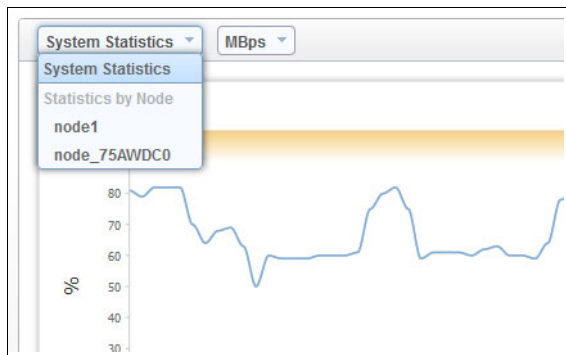 System Statistics
MBps
System Statistics
Statistics by Node
node1
node_75AWDC0
80
70
60
50
40
30
%